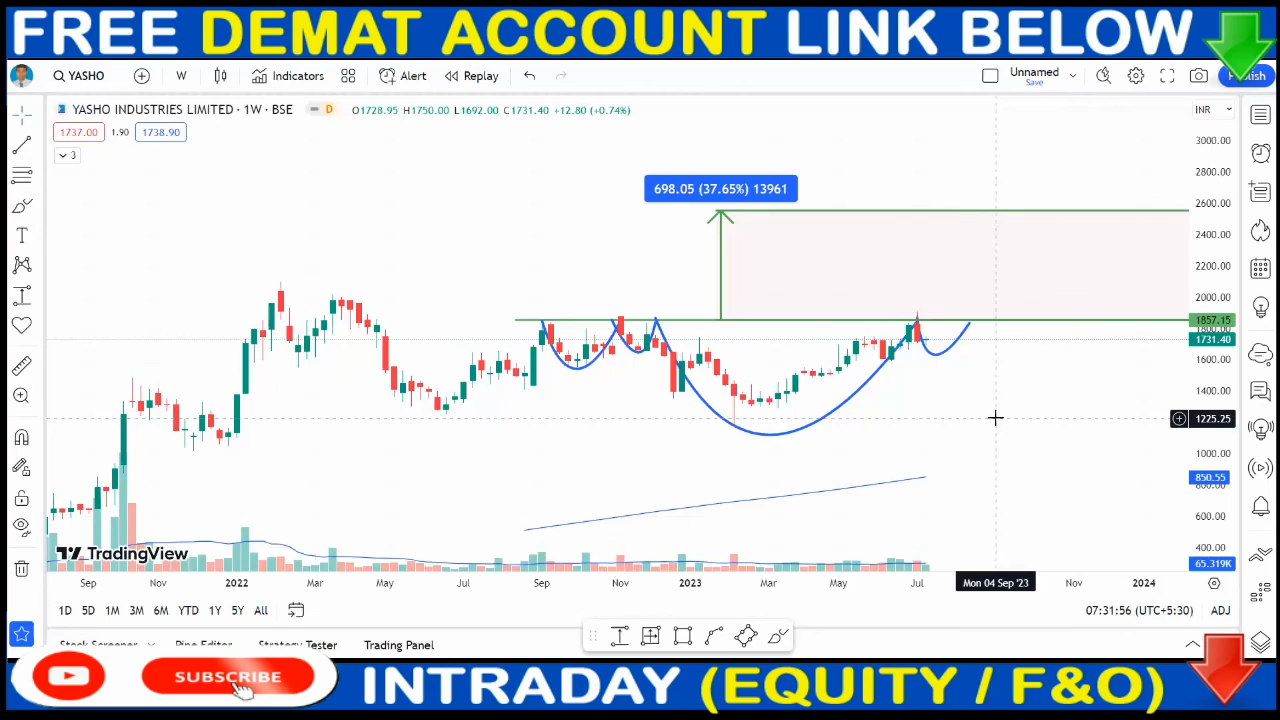 FREE DEMAT ACCOUNT LINK BELOW
YASHO W Indicators Alert Replay Unnamed Save Publish
YASHO INDUSTRIES LIMITED · 1W · BSE D O1728.95 H1750.00 L1692.00 C1731.40 +12.80 (+0.74%) INR
1737.00 1.90 1738.90
3
3000.00
2800.00
698.05 (37.65%) 13961
2600.00
2400.00
2200.00
2000.00
1857.15
1731.40
1600.00
1400.00
1225.25
1000.00
850.55
600.00
400.00
TradingView
65.319K
Sep Nov 2022 Mar May Jul Sep Nov 2023 Mar May Jul Mon 04 Sep '23 Nov 2024
1D 5D 1M 3M 6M YTD 1Y 5Y All 07:31:56 (UTC+5:30) ADJ
Stock Screener Pine Editor Strategy Tester Trading Panel
SUBSCRIBE
INTRADAY (EQUITY / F&O)